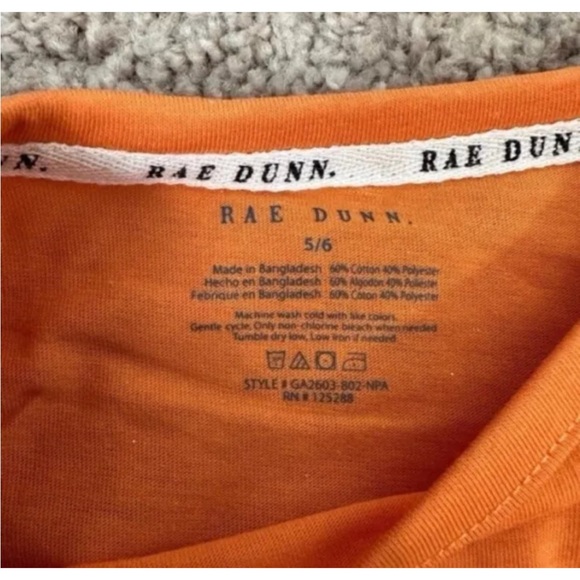 N. RAE DUNN. RAE DUN
RAE DUNN.
5/6
Made in Bangladesh 60% Cotton 40% Polyester
Hecho en Bangladesh 60% Algodon 40% Poliester
Fabrique en Bangladesh 60% Coton 40% Polyester
Machine wash cold with like colors.
Gentle cycle, Only non-chlorine bleach when needed
Tumble dry low, Low iron if needed
STYLE # GA2603-802-NPA
RN # 125288